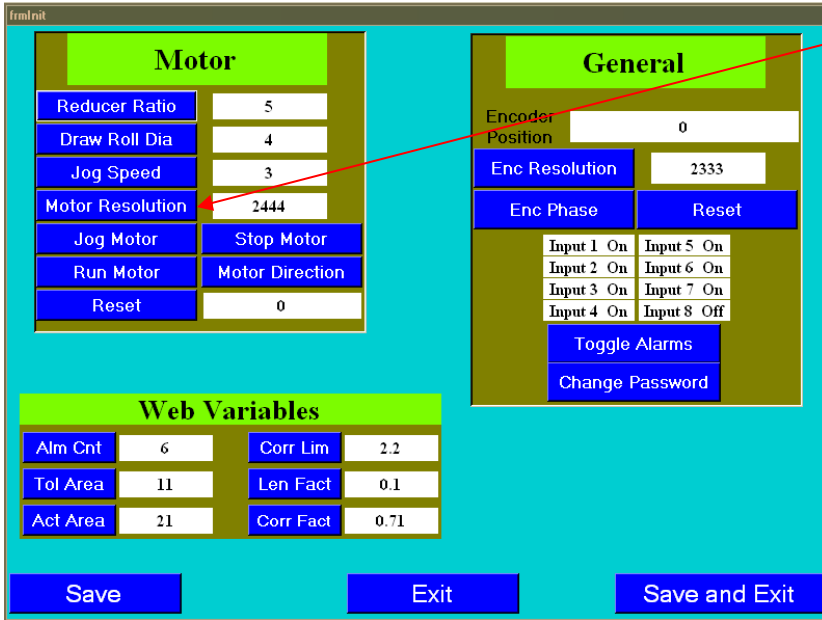 frmInit
Motor
Reducer Ratio 5
Draw Roll Dia 4
Jog Speed 3
Motor Resolution 2444
Jog Motor Stop Motor
Run Motor Motor Direction
Reset 0
General
Encoder
Position 0
Enc Resolution 2333
Enc Phase Reset
Input 1 On Input 5 On
Input 2 On Input 6 On
Input 3 On Input 7 On
Input 4 On Input 8 Off
Toggle Alarms
Change Password
Web Variables
Alm Cnt 6 Corr Lim 2.2
Tol Area 11 Len Fact 0.1
Act Area 21 Corr Fact 0.71
Save Exit Save and Exit